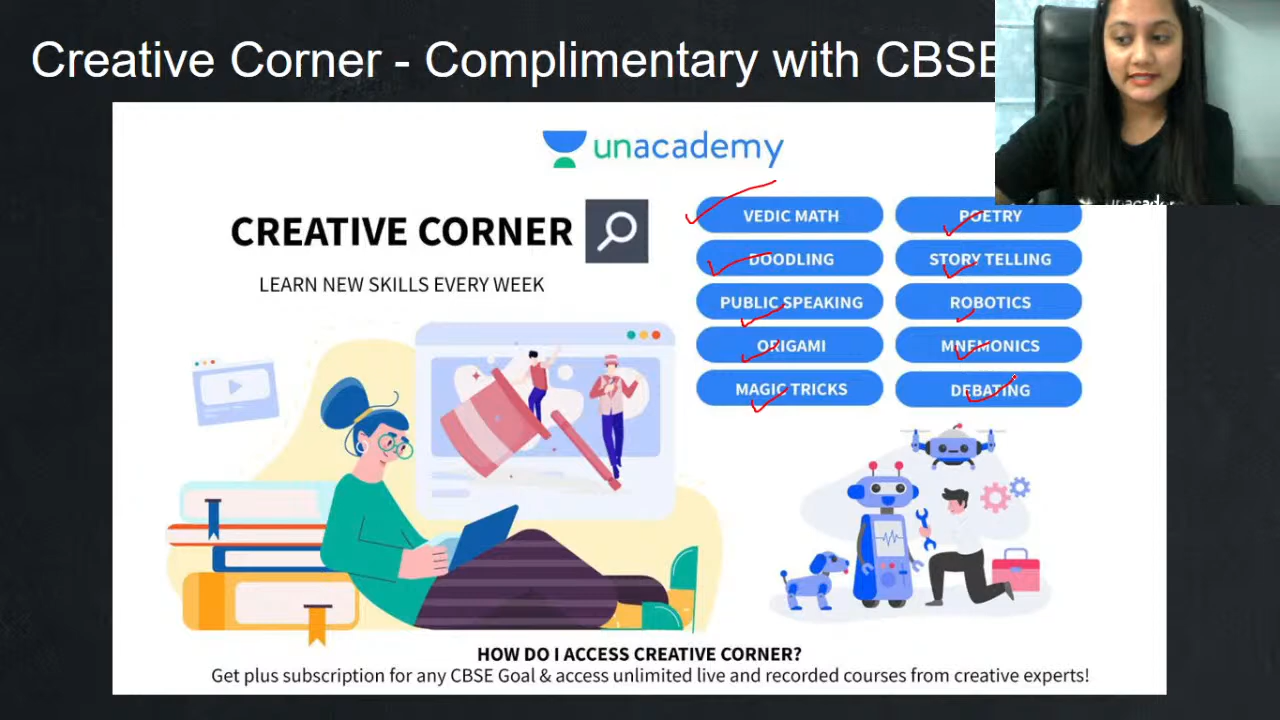 Creative Corner - Complimentary with CBSE
unacademy
CREATIVE CORNER
LEARN NEW SKILLS EVERY WEEK
VEDIC MATH
POETRY
DOODLING
STORY TELLING
PUBLIC SPEAKING
ROBOTICS
ORIGAMI
MNEMONICS
MAGIC TRICKS
DEBATING
unacademy
HOW DO I ACCESS CREATIVE CORNER?
Get plus subscription for any CBSE Goal & access unlimited live and recorded courses from creative experts!